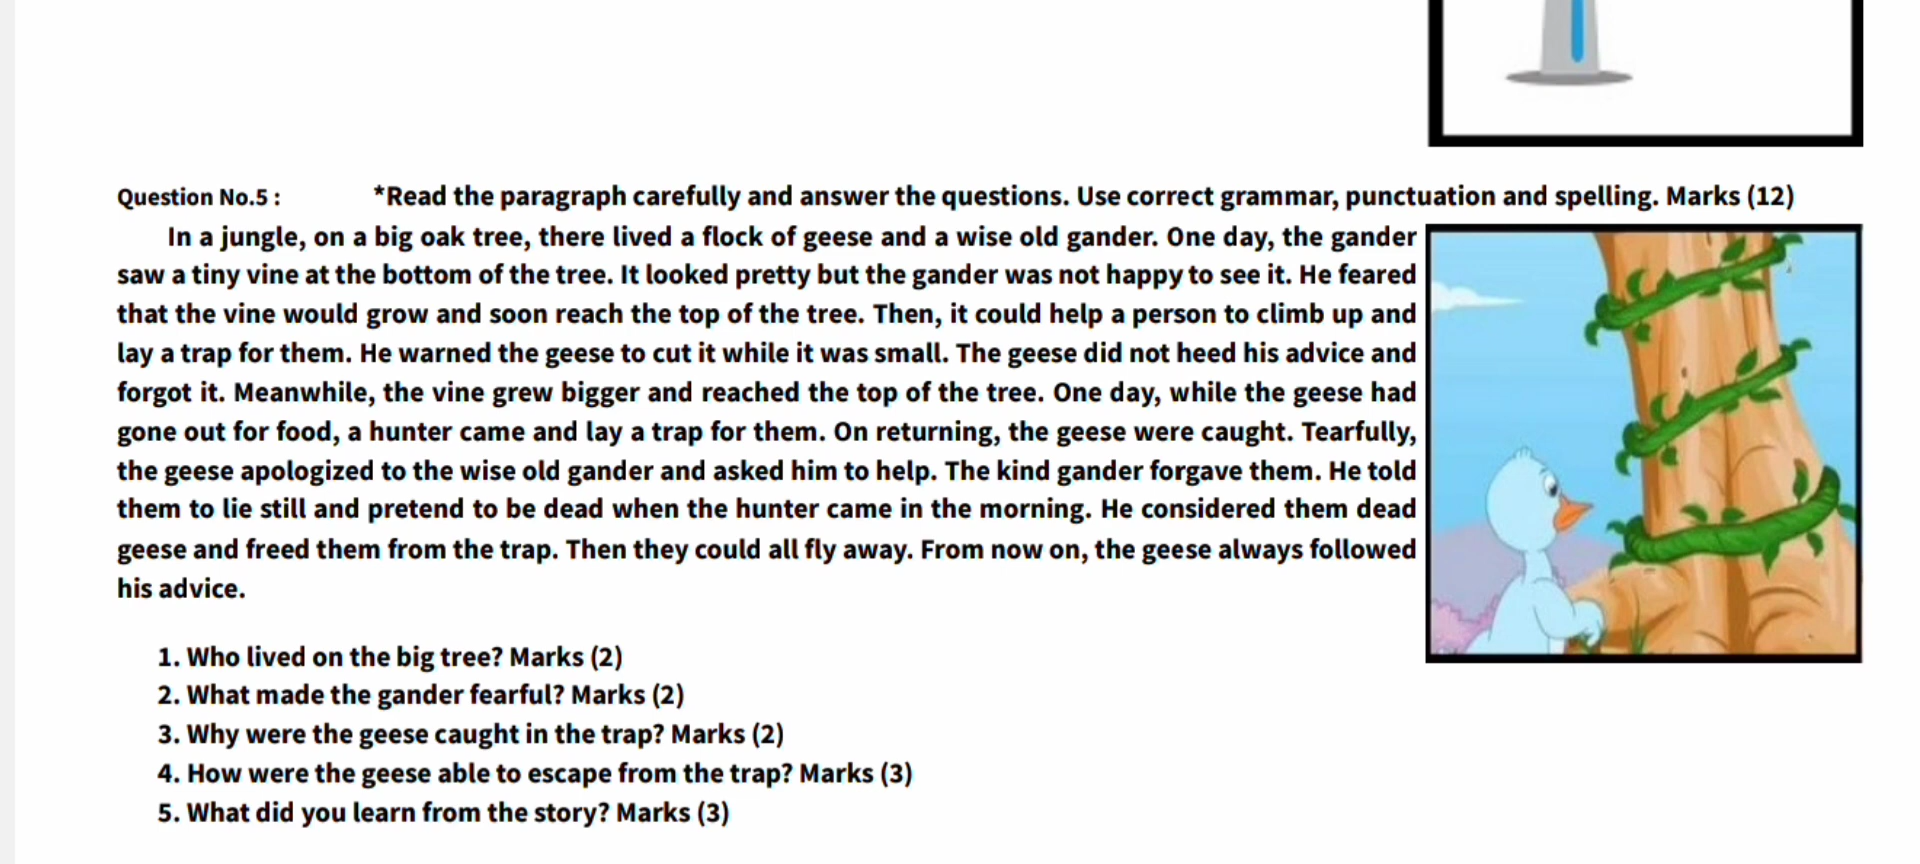 Question No.5 : *Read the paragraph carefully and answer the questions. Use correct grammar, punctuation and spelling. Marks (12)
In a jungle, on a big oak tree, there lived a flock of geese and a wise old gander. One day, the gander
saw a tiny vine at the bottom of the tree. It looked pretty but the gander was not happy to see it. He feared
that the vine would grow and soon reach the top of the tree. Then, it could help a person to climb up and
lay a trap for them. He warned the geese to cut it while it was small. The geese did not heed his advice and
forgot it. Meanwhile, the vine grew bigger and reached the top of the tree. One day, while the geese had
gone out for food, a hunter came and lay a trap for them. On returning, the geese were caught. Tearfully,
the geese apologized to the wise old gander and asked him to help. The kind gander forgave them. He told
them to lie still and pretend to be dead when the hunter came in the morning. He considered them dead
geese and freed them from the trap. Then they could all fly away. From now on, the geese always followed
his advice.
1. Who lived on the big tree? Marks (2)
2. What made the gander fearful? Marks (2)
3. Why were the geese caught in the trap? Marks (2)
4. How were the geese able to escape from the trap? Marks (3)
5. What did you learn from the story? Marks (3)